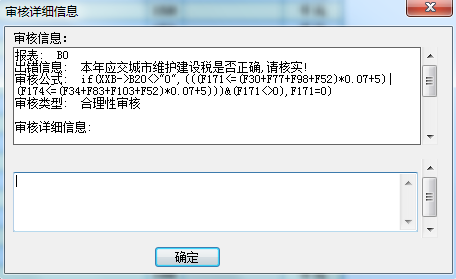 审核详细信息
审核信息:
报表: B0
出错信息: 本年应交城市维护建设税是否正确,请核实!
审核公式: if(XXB->B20<>"0",(((F171<=(F30+F77+F98+F52)*0.07+5)|
(F174<=(F34+F83+F103+F52)*0.07+5)))&(F171<>0),F171=0)
审核类型: 合理性审核
审核详细信息:
确定